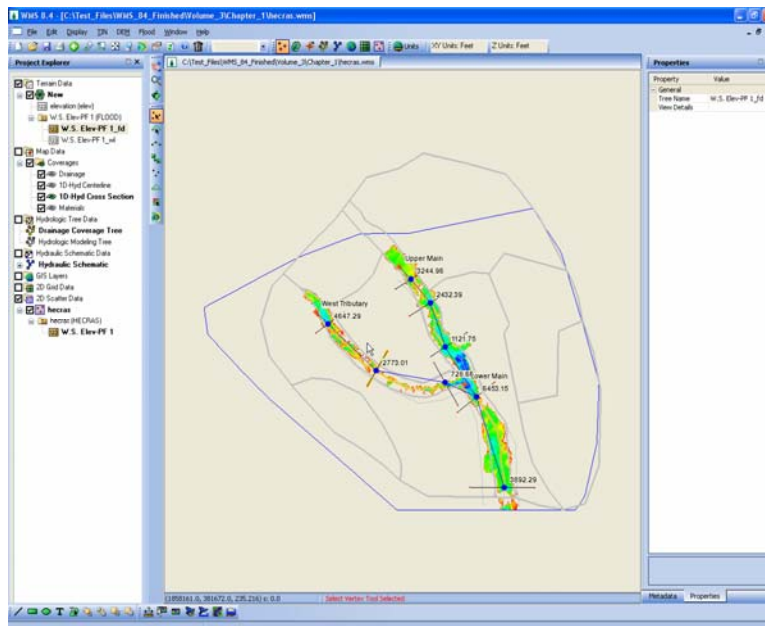 WMS 8.4 - [C:\Test_Files\WMS_84_Finished\Volume_3\Chapter_1\hecras.wms]
File Edit Display TIN DEM Flood Window Help
Units XY Units: Feet Z Units: Feet
Project Explorer
C:\Test_Files\WMS_84_Finished\Volume_3\Chapter_1\hecras.wms
Properties
Terrain Data
New
elevation (elev)
W.S. Elev-PF 1 (FLOOD)
W.S. Elev-PF 1_fd
W.S. Elev-PF 1_wl
Map Data
Coverages
Drainage
1D-Hyd Centerline
1D-Hyd Cross Section
Materials
Hydrologic Tree Data
Drainage Coverage Tree
Hydrologic Modeling Tree
Hydraulic Schematic Data
Hydraulic Schematic
GIS Layers
2D Grid Data
2D Scatter Data
hecras
hecras (HECRAS)
W.S. Elev-PF 1
Property Value
General
Tree Name W.S. Elev-PF 1_fd
View Details
Upper Main
3244.96
2432.59
West Tributary
4647.29
1121.75
2773.01
Lower Main
6453.15
3892.29
Select Vertex Tool Selected
Metadata Properties